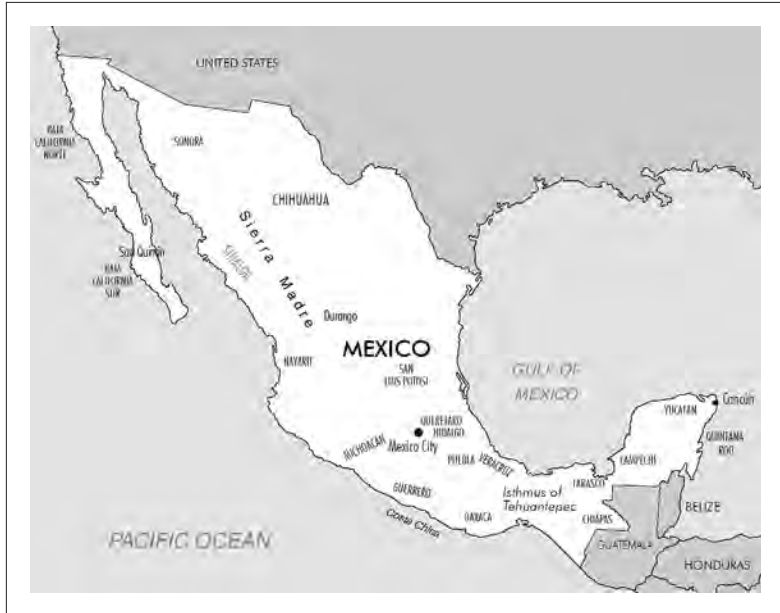 UNITED STATES
BAJA
CALIFORNIA
NORTE
SONORA
CHIHUAHUA
Sierra Madre
SINALOA
San Quintín
BAJA
CALIFORNIA
SUR
Durango
MEXICO
NAYARIT
SAN
LUIS POTOSI
GULF OF
MEXICO
Cancún
YUCATAN
QUERETARO
HIDALGO
QUINTANA
ROO
MICHOACAN
Mexico City
PUEBLA
VERACRUZ
CAMPECHE
TABASCO
GUERRERO
Isthmus of
Tehuantepec
BELIZE
Costa Chica
OAXACA
CHIAPAS
PACIFIC OCEAN
GUATEMALA
HONDURAS